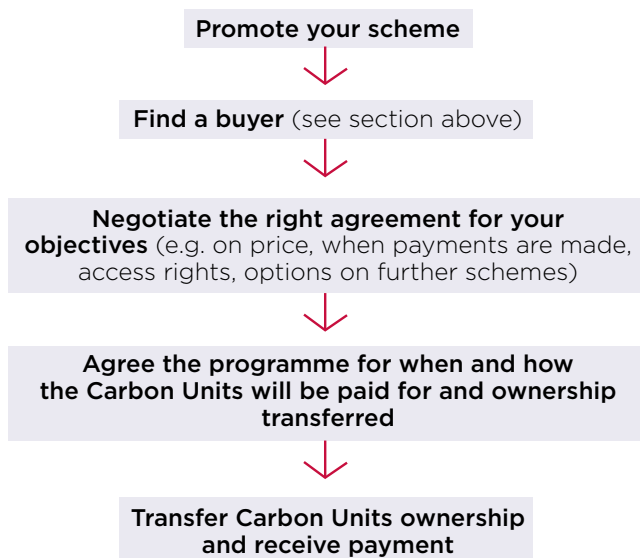 Promote your scheme
Find a buyer (see section above)
Negotiate the right agreement for your
objectives (e.g. on price, when payments are made,
access rights, options on further schemes)
Agree the programme for when and how
the Carbon Units will be paid for and ownership
transferred
Transfer Carbon Units ownership
and receive payment